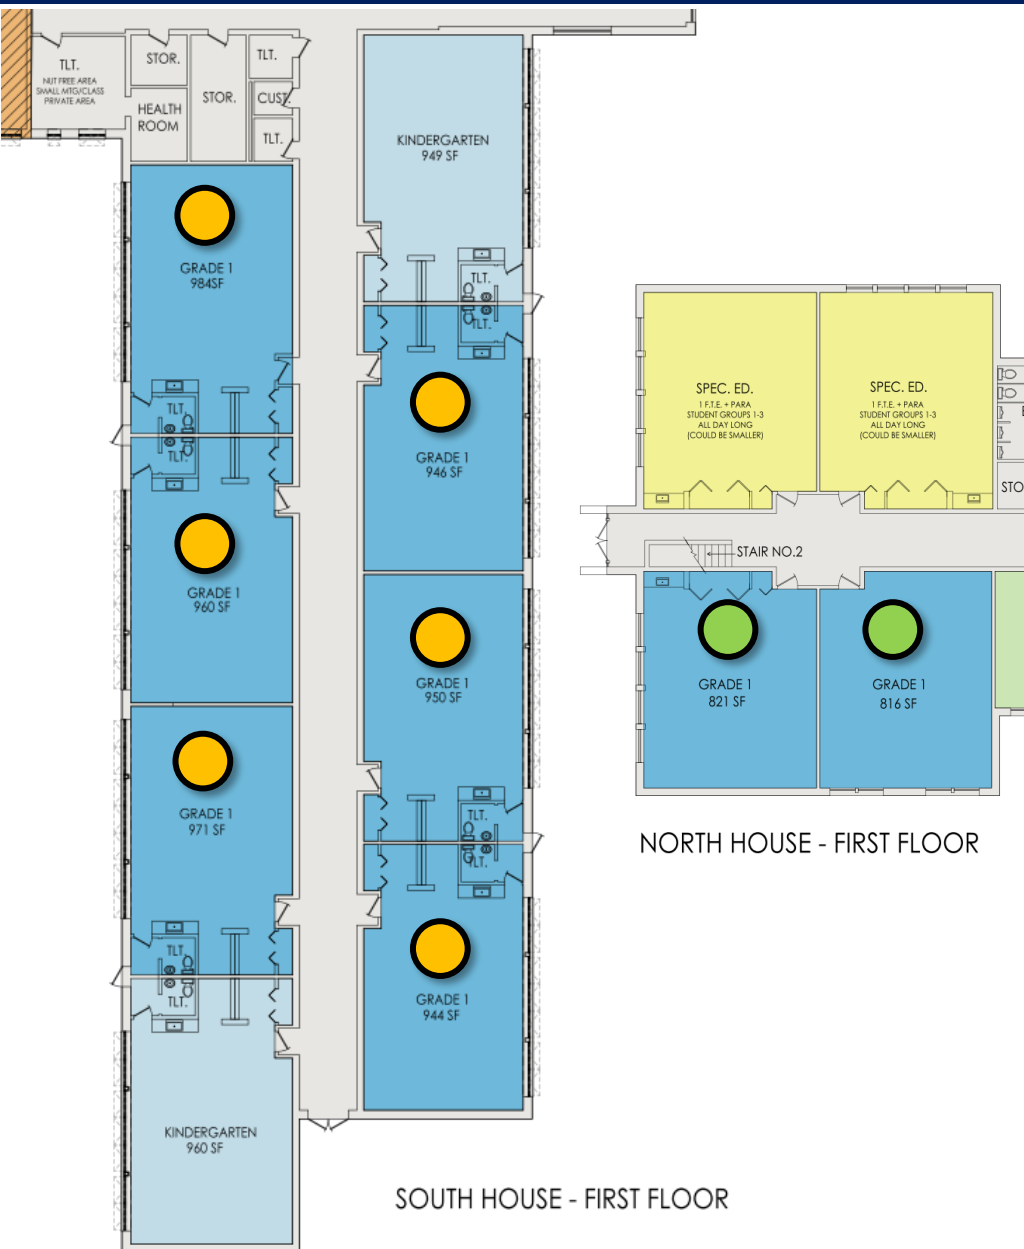 TLT.
NUT FREE AREA
SMALL MTG/CLASS
PRIVATE AREA
STOR.
HEALTH
ROOM
STOR.
TLT.
CUST.
TLT.
KINDERGARTEN
949 SF
TLT.
TLT.
GRADE 1
984SF
TLT.
TLT.
GRADE 1
946 SF
GRADE 1
960 SF
GRADE 1
950 SF
TLT.
TLT.
GRADE 1
971 SF
TLT.
TLT.
GRADE 1
944 SF
KINDERGARTEN
960 SF
SOUTH HOUSE - FIRST FLOOR
SPEC. ED.
1 F.T.E. + PARA
STUDENT GROUPS 1-3
ALL DAY LONG
(COULD BE SMALLER)
SPEC. ED.
1 F.T.E. + PARA
STUDENT GROUPS 1-3
ALL DAY LONG
(COULD BE SMALLER)
STO
STAIR NO.2
GRADE 1
821 SF
GRADE 1
816 SF
NORTH HOUSE - FIRST FLOOR